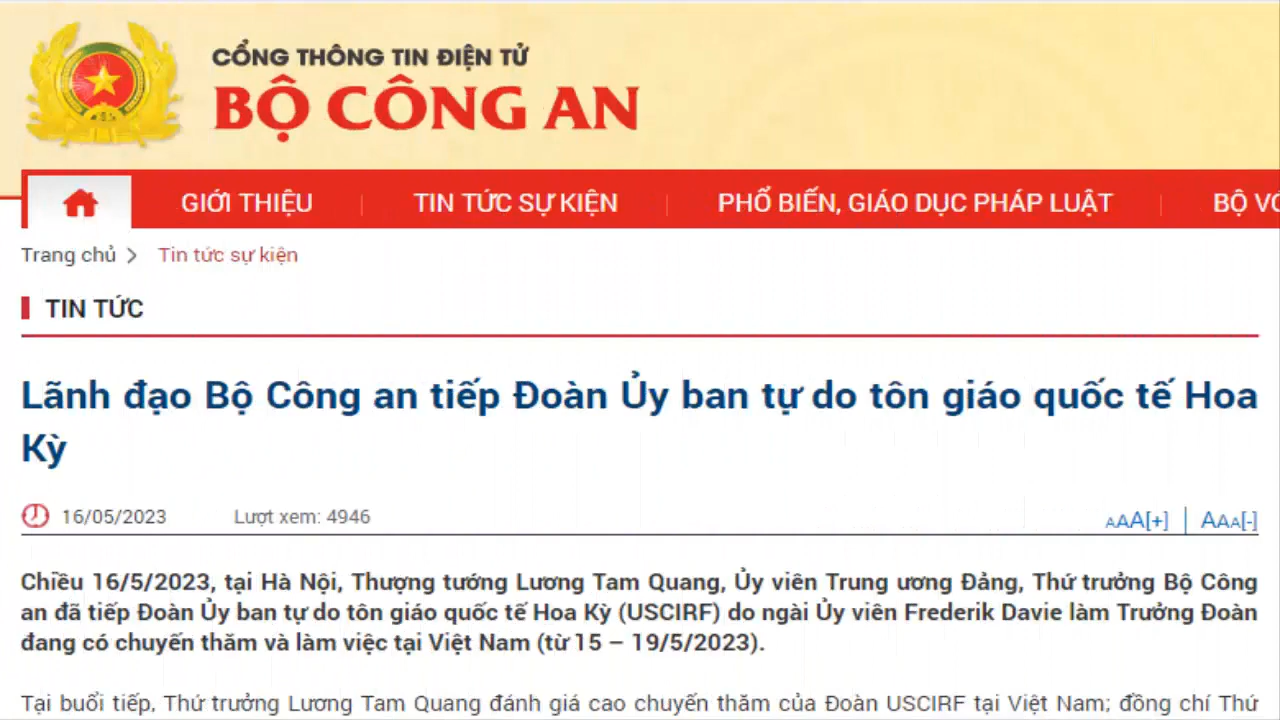 CỔNG THÔNG TIN ĐIỆN TỬ
BỘ CÔNG AN
GIỚI THIỆU | TIN TỨC SỰ KIỆN | PHỔ BIẾN, GIÁO DỤC PHÁP LUẬT | BỘ
Trang chủ > Tin tức sự kiện
TIN TỨC
Lãnh đạo Bộ Công an tiếp Đoàn Ủy ban tự do tôn giáo quốc tế Hoa
Kỳ
16/05/2023 Lượt xem: 4946 AAA[+] | AAA[-]
Chiều 16/5/2023, tại Hà Nội, Thượng tướng Lương Tam Quang, Ủy viên Trung ương Đảng, Thứ trưởng Bộ Công
an đã tiếp Đoàn Ủy ban tự do tôn giáo quốc tế Hoa Kỳ (USCIRF) do ngài Ủy viên Frederik Davie làm Trưởng Đoàn
đang có chuyến thăm và làm việc tại Việt Nam (từ 15 – 19/5/2023).
Tại buổi tiếp, Thứ trưởng Lương Tam Quang đánh giá cao chuyến thăm của Đoàn USCIRF tại Việt Nam; đồng chí Thứ